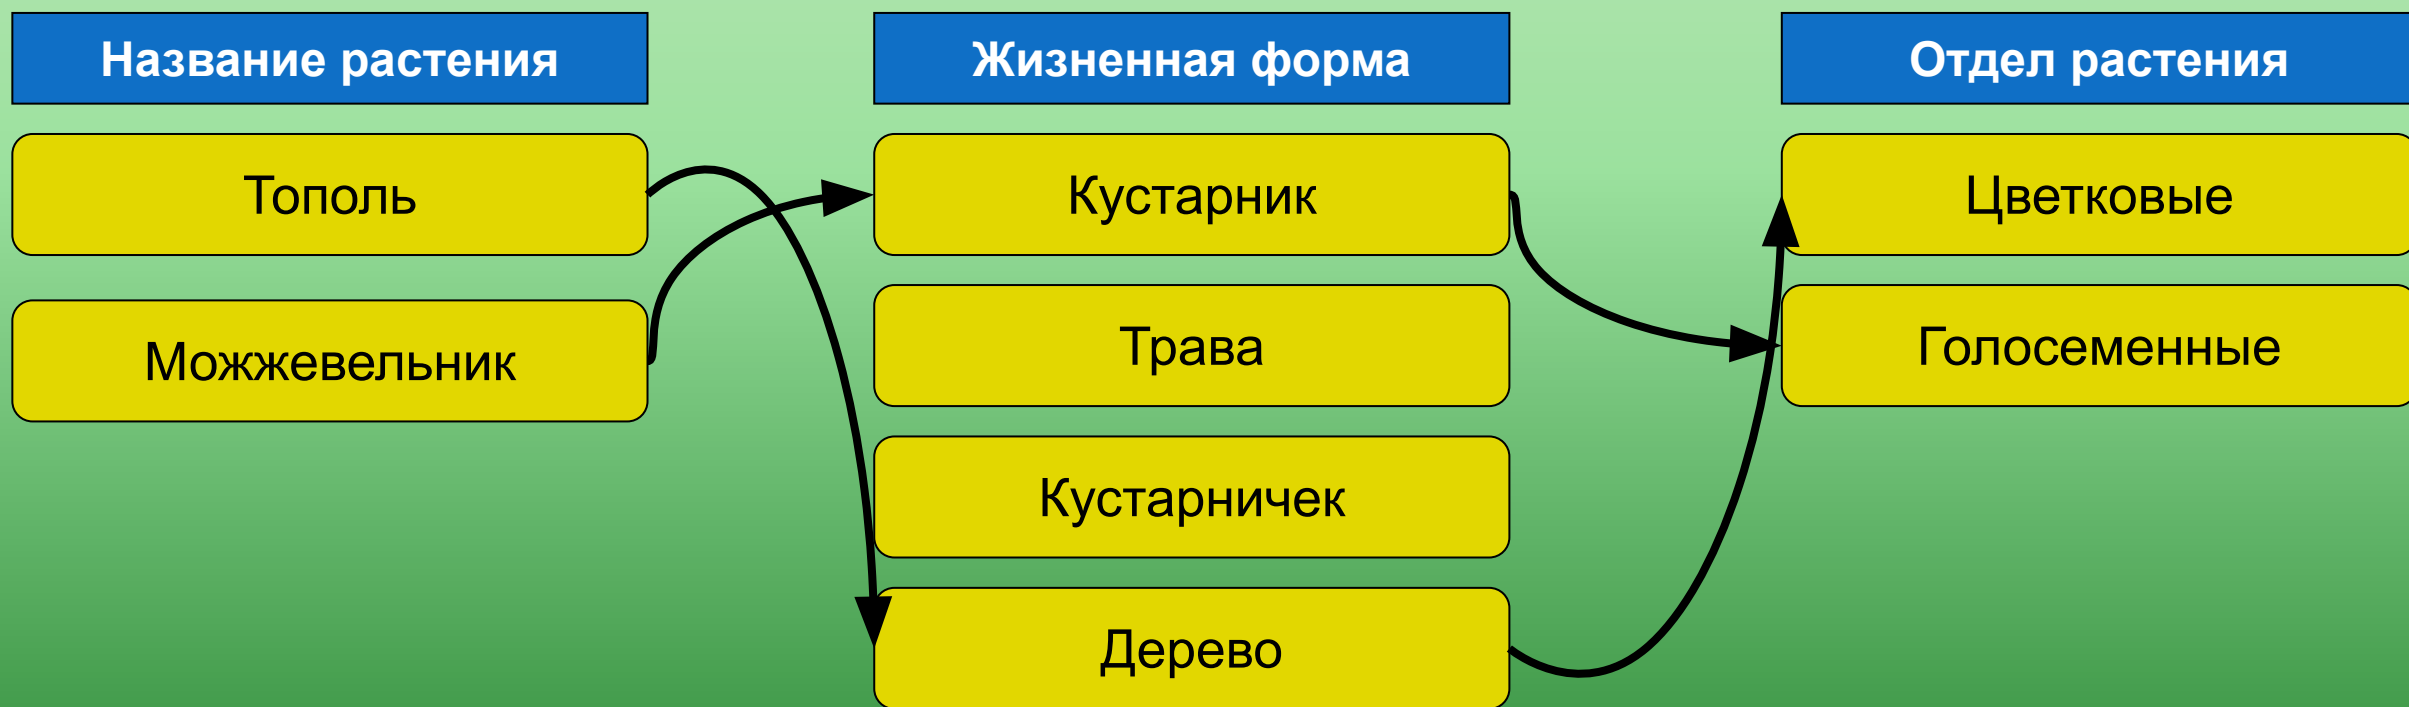 Название растения
Жизненная форма
Отдел растения
Тополь
Кустарник
Цветковые
Можжевельник
Трава
Голосеменные
Кустарничек
Дерево